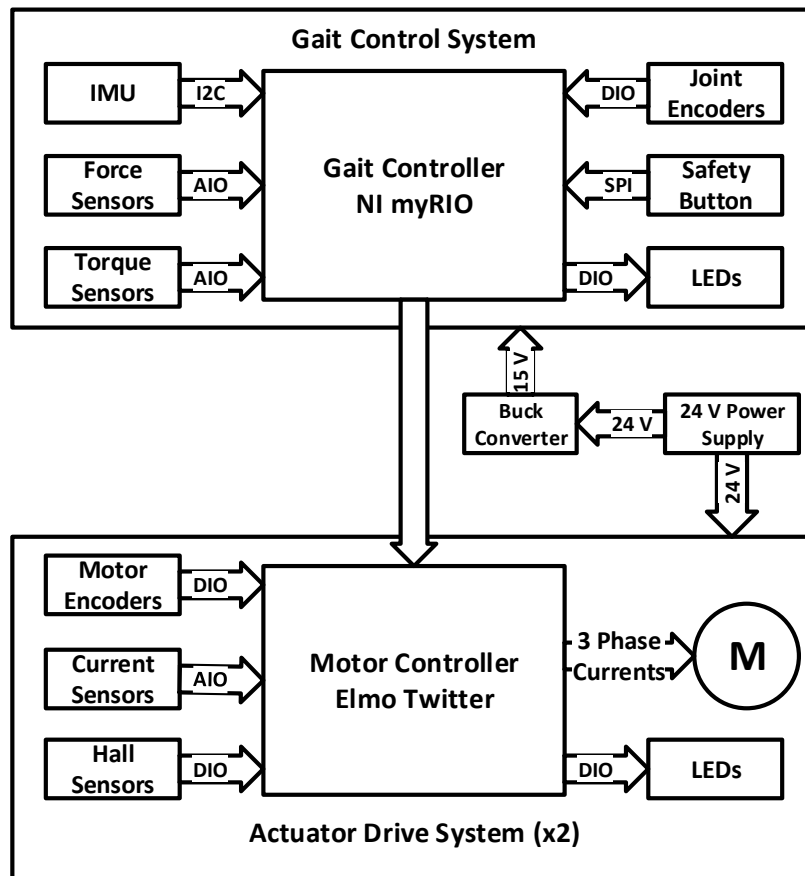 Gait Control System
IMU
I2C
Force
Sensors
AIO
Torque
Sensors
AIO
Gait Controller
NI myRIO
DIO
Joint
Encoders
SPI
Safety
Button
DIO
LEDs
15 V
Buck
Converter
24 V
24 V Power
Supply
24 V
Motor
Encoders
DIO
Current
Sensors
AIO
Hall
Sensors
DIO
Motor Controller
Elmo Twitter
3 Phase
Currents
M
DIO
LEDs
Actuator Drive System (x2)